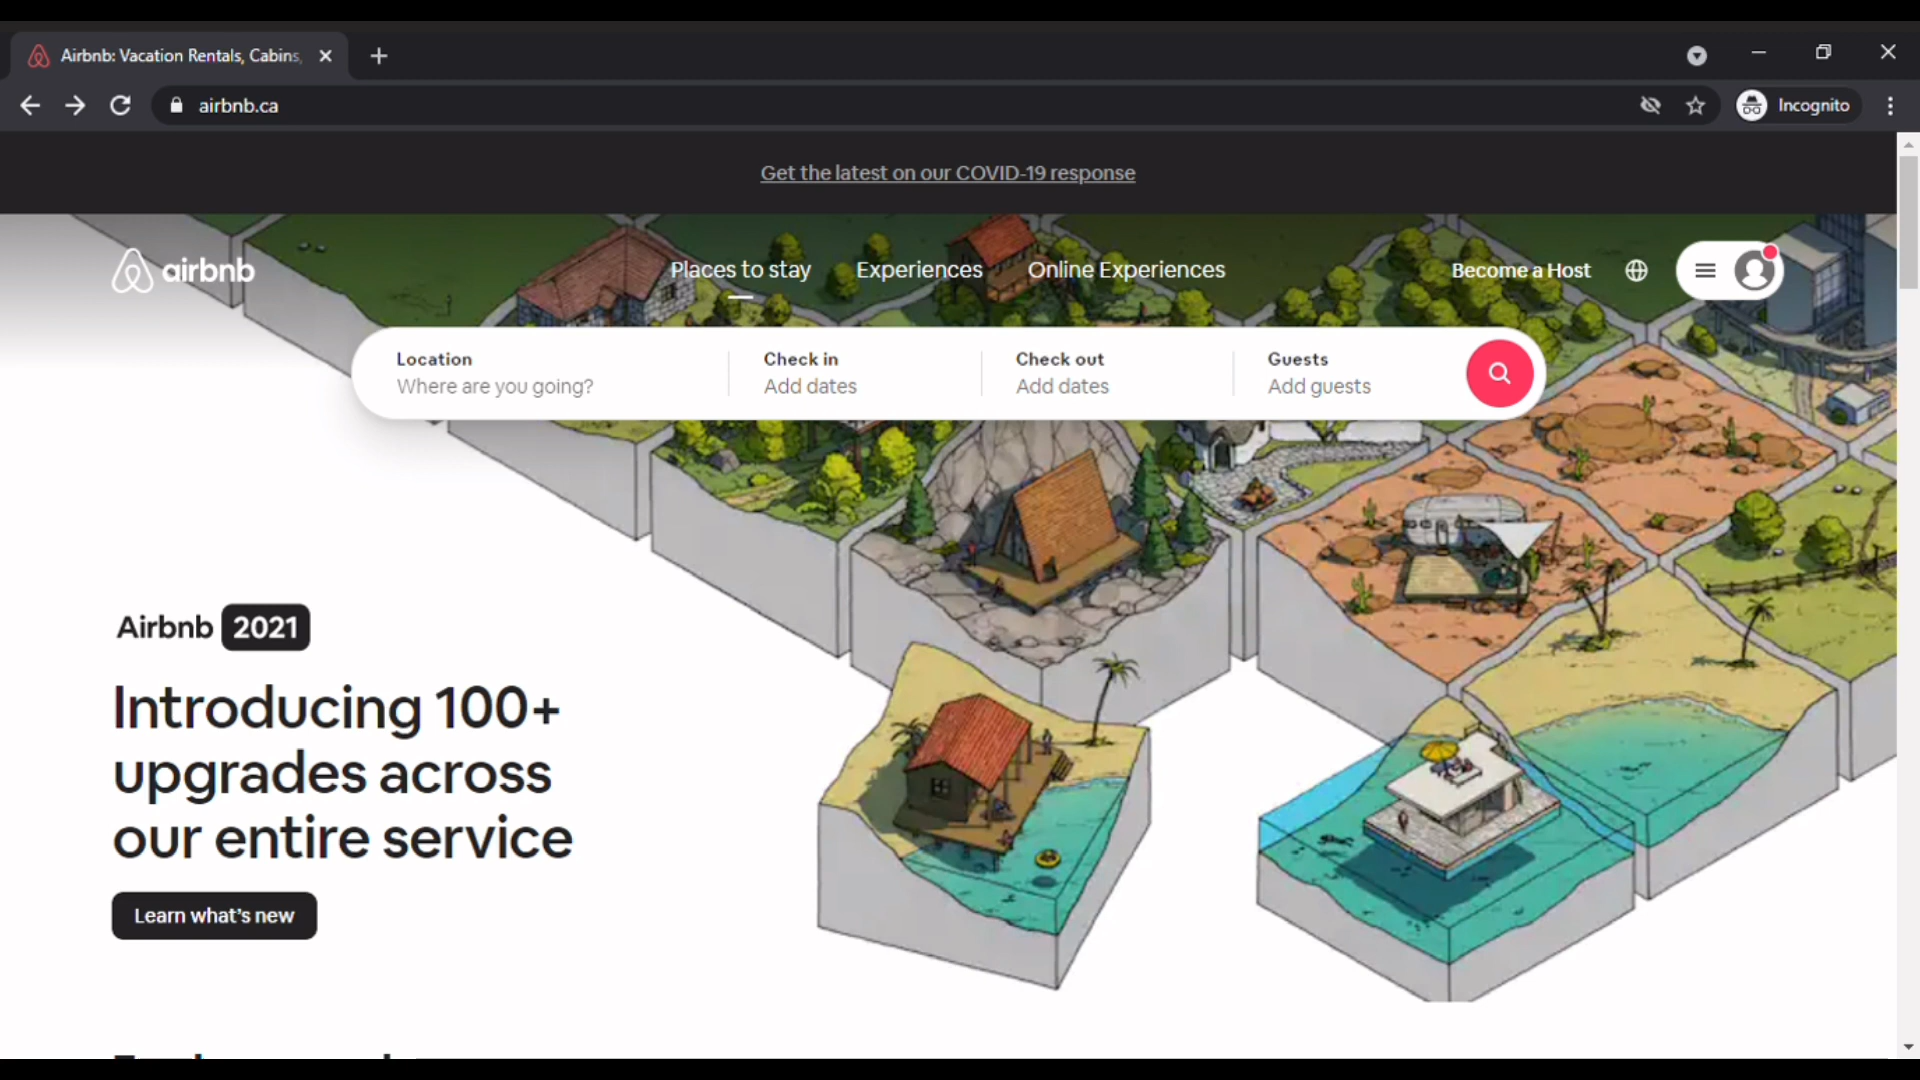 Airbnb: Vacation Rentals, Cabins,
airbnb.ca
Incognito
Get the latest on our COVID-19 response
airbnb
Places to stay
Experiences
Online Experiences
Become a Host
Location
Where are you going?
Check in
Add dates
Check out
Add dates
Guests
Add guests
Airbnb 2021
Introducing 100+
upgrades across
our entire service
Learn what's new